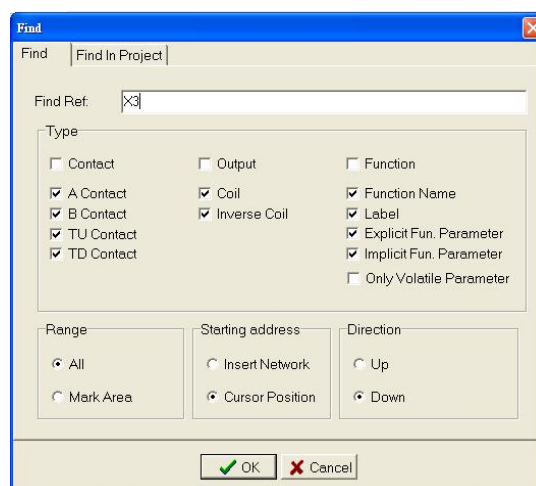 Find
Find Find In Project
Find Ref: X3
Type
Contact Output Function
A Contact Coil Function Name
B Contact Inverse Coil Label
TU Contact Explicit Fun. Parameter
TD Contact Implicit Fun. Parameter
Only Volatile Parameter
Range Starting address Direction
All Insert Network Up
Mark Area Cursor Position Down
OK Cancel